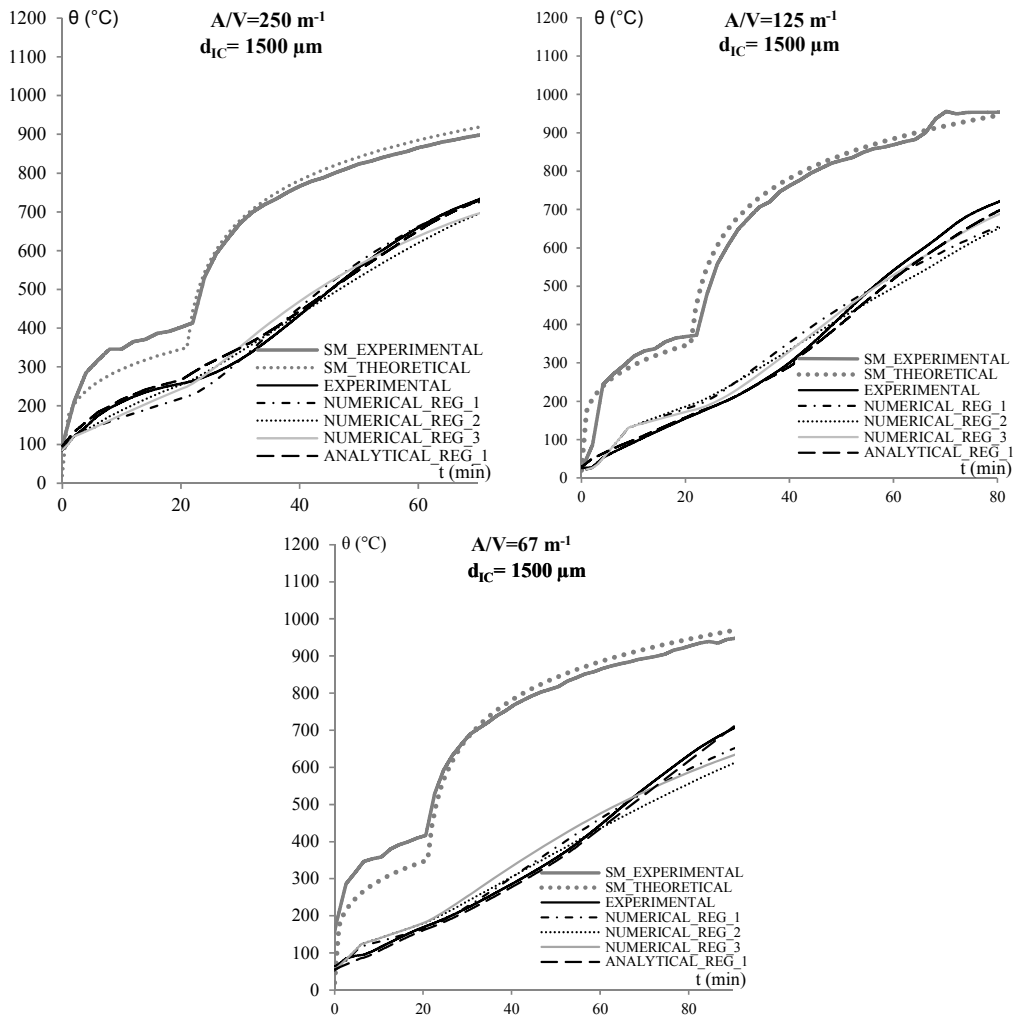 θ (°C)
A/V=250 m-1
dIC= 1500 µm
1200
1100
1000
900
800
700
600
500
400
300
200
100
0
SM_EXPERIMENTAL
SM_THEORETICAL
EXPERIMENTAL
NUMERICAL_REG_1
NUMERICAL_REG_2
NUMERICAL_REG_3
ANALYTICAL_REG_1
t (min)
0 20 40 60
θ (°C)
A/V=125 m-1
dIC= 1500 µm
1200
1100
1000
900
800
700
600
500
400
300
200
100
0
SM_EXPERIMENTAL
SM_THEORETICAL
EXPERIMENTAL
NUMERICAL_REG_1
NUMERICAL_REG_2
NUMERICAL_REG_3
ANALYTICAL_REG_1
t (min)
0 20 40 60 80
θ (°C)
A/V=67 m-1
dIC= 1500 µm
1200
1100
1000
900
800
700
600
500
400
300
200
100
0
SM_EXPERIMENTAL
SM_THEORETICAL
EXPERIMENTAL
NUMERICAL_REG_1
NUMERICAL_REG_2
NUMERICAL_REG_3
ANALYTICAL_REG_1
t (min)
0 20 40 60 80